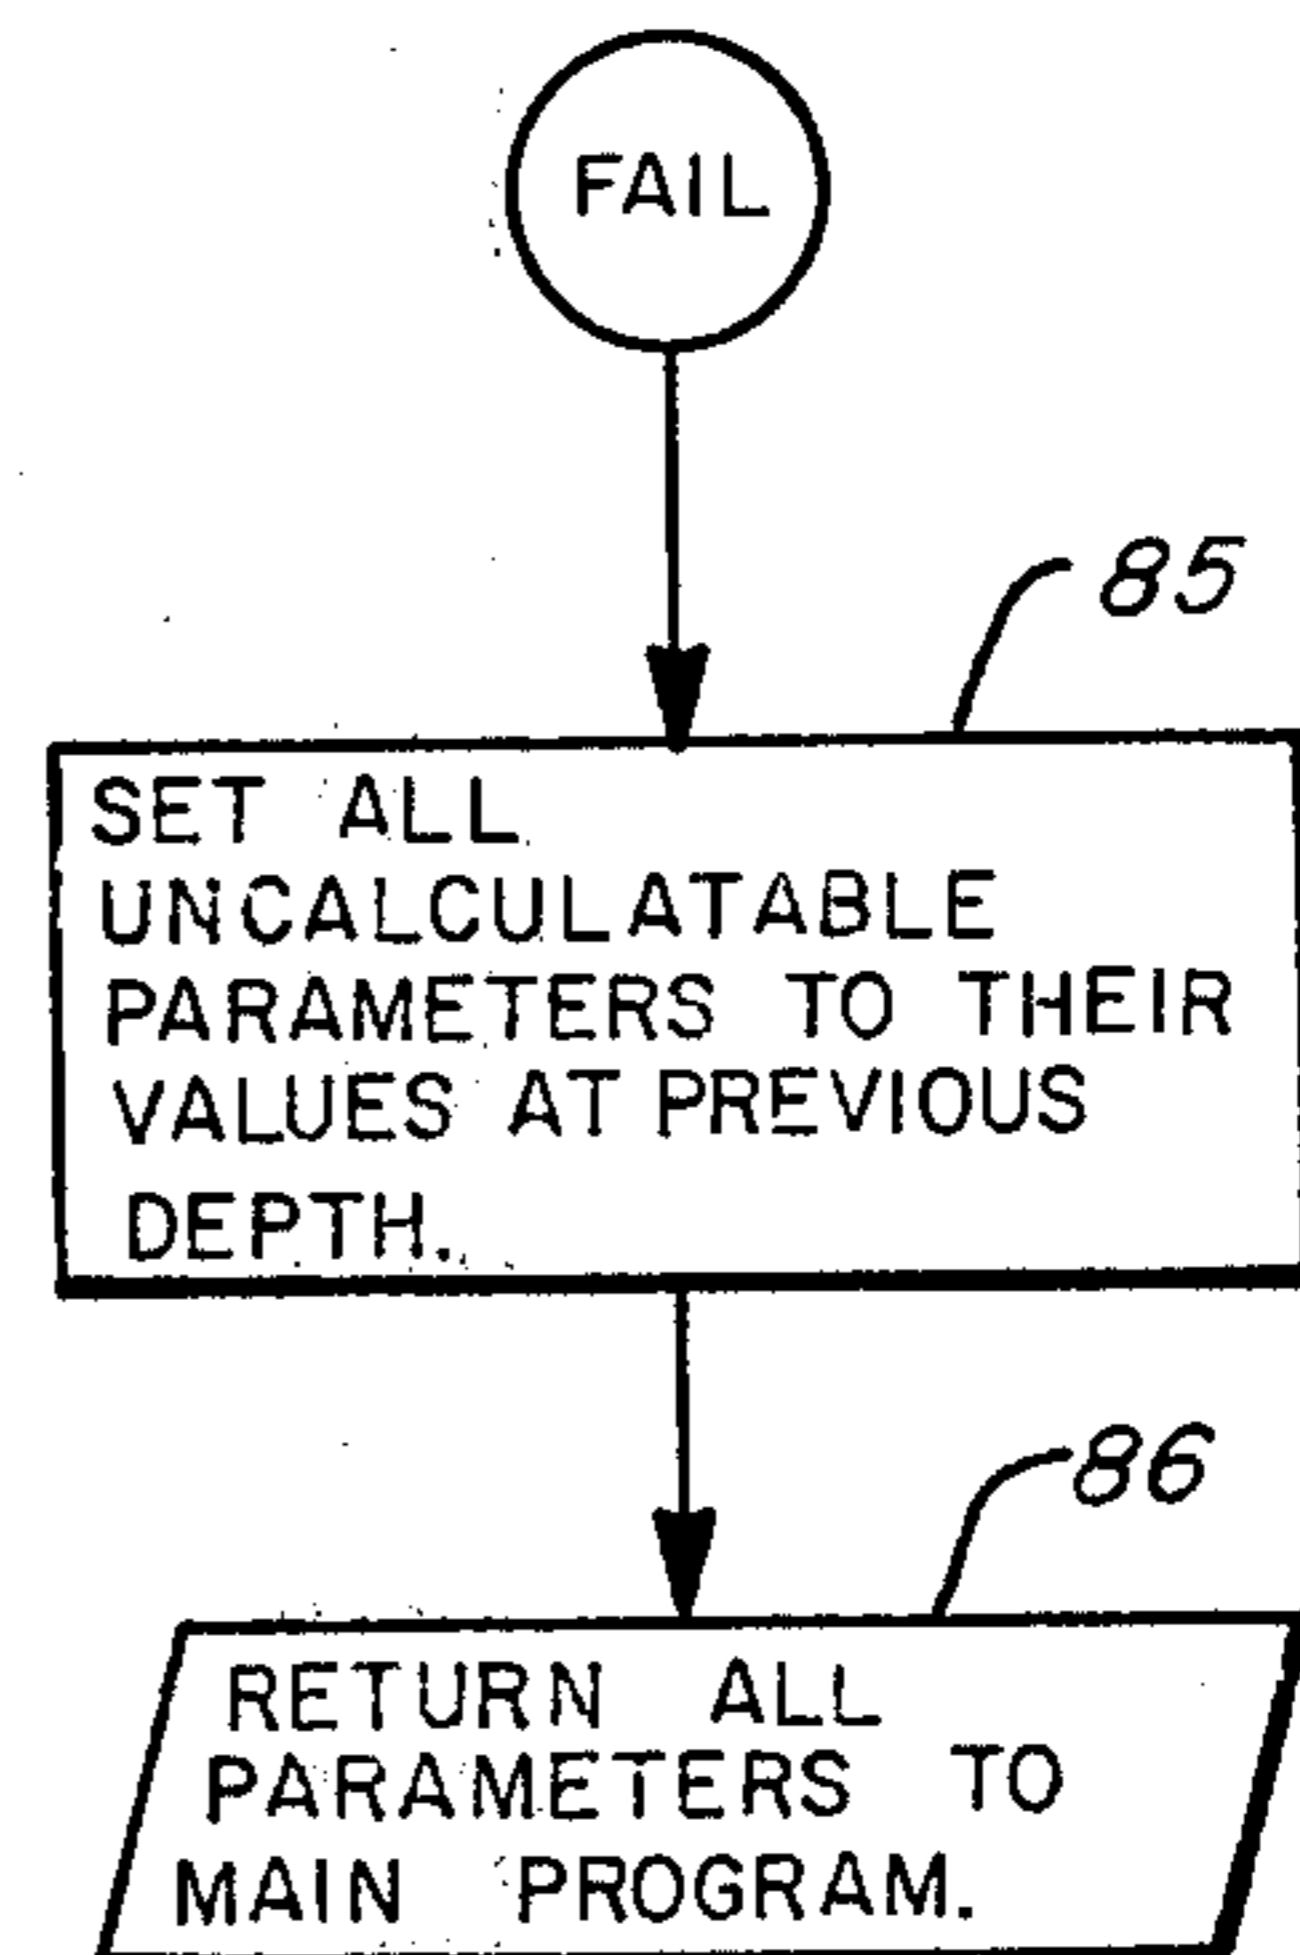 FAIL
85
SET ALL
UNCALCULATABLE
PARAMETERS TO THEIR
VALUES AT PREVIOUS
DEPTH.
86
RETURN ALL
PARAMETERS TO
MAIN PROGRAM.